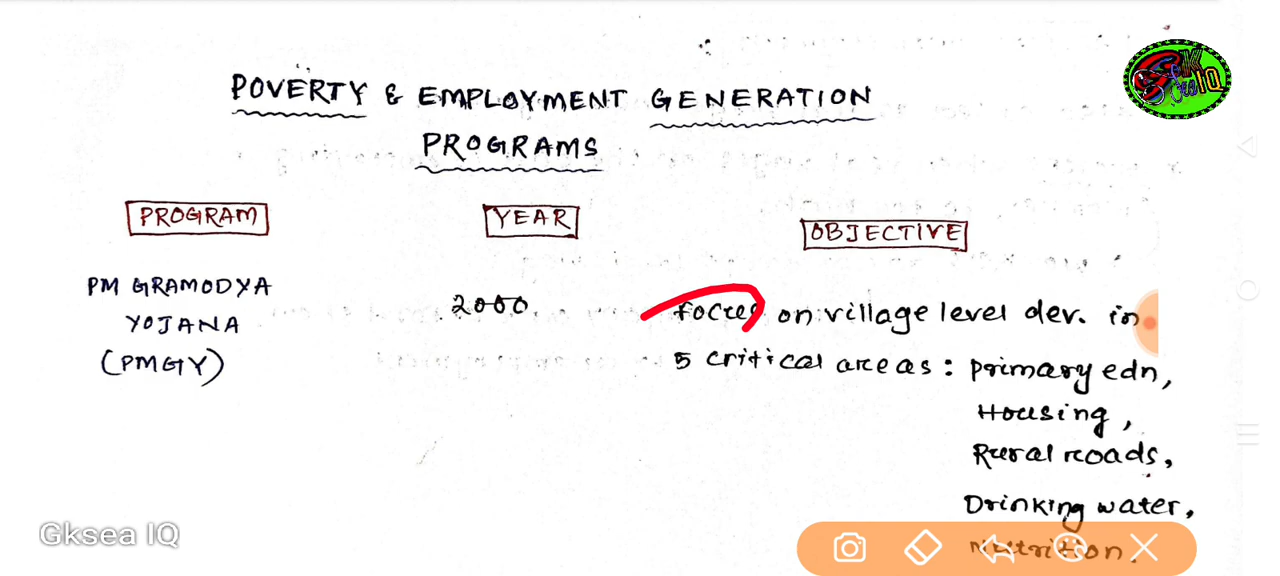 POVERTY & EMPLOYMENT GENERATION
PROGRAMS
PROGRAM YEAR OBJECTIVE
PM GRAMODYA
YOJANA
(PMGY)
2000
focus on village level dev. in
5 critical areas: primary edn,
Housing,
Rural roads,
Drinking water,
Nutrition.
Gksea IQ